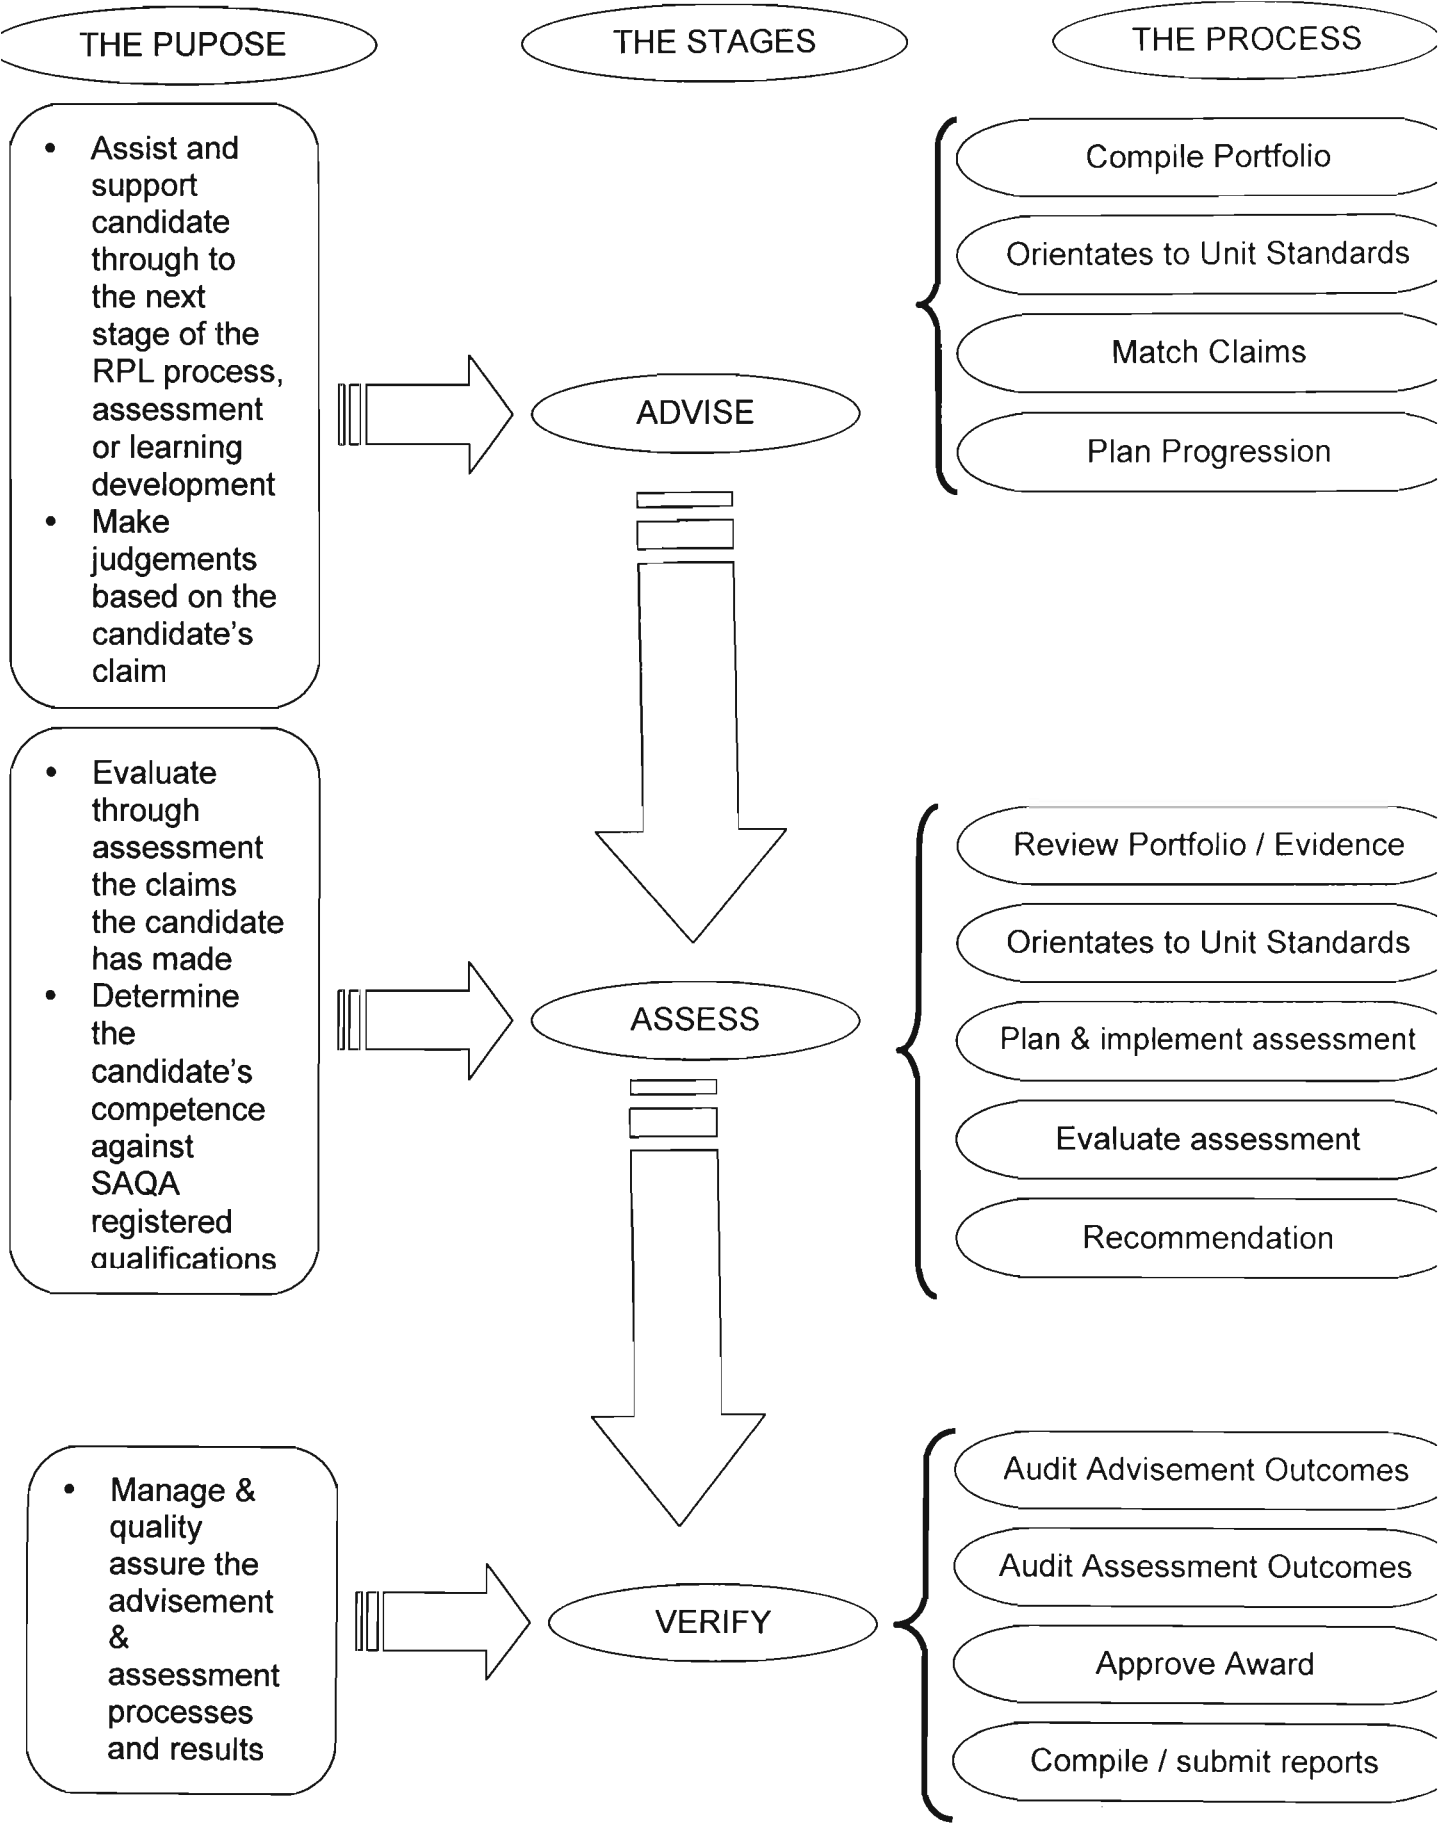 THE PUPOSE
THE STAGES
THE PROCESS
• Assist and
support
candidate
through to
the next
stage of the
RPL process,
assessment
or learning
development
• Make
judgements
based on the
candidate's
claim
ADVISE
Compile Portfolio
Orientates to Unit Standards
Match Claims
Plan Progression
• Evaluate
through
assessment
the claims
the candidate
has made
• Determine
the
candidate's
competence
against
SAQA
registered
qualifications
ASSESS
Review Portfolio / Evidence
Orientates to Unit Standards
Plan & implement assessment
Evaluate assessment
Recommendation
• Manage &
quality
assure the
advisement
&
assessment
processes
and results
VERIFY
Audit Advisement Outcomes
Audit Assessment Outcomes
Approve Award
Compile / submit reports